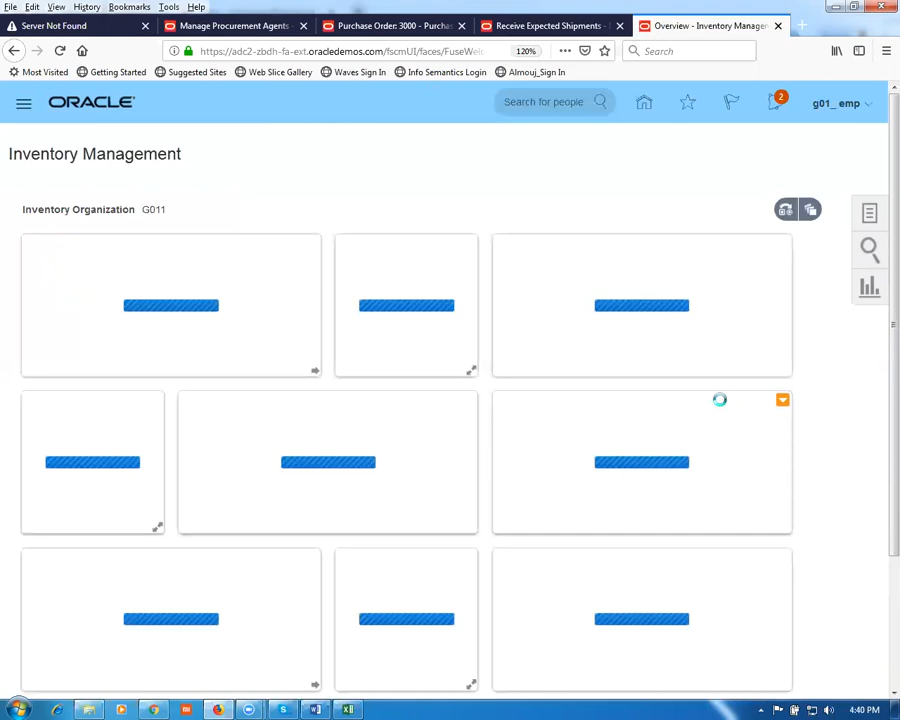 File Edit View History Bookmarks Tools Help
Server Not Found
Manage Procurement Agents -
Purchase Order: 3000 - Purchas
Receive Expected Shipments -
Overview - Inventory Managem
https://adc2-zbdh-fa-ext.oracledemos.com/fscmUI/faces/FuseWelc
120%
Search
Most Visited Getting Started Suggested Sites Web Slice Gallery Waves Sign In Info Semantics Login Almouj_Sign In
ORACLE
Search for people
2
g01_ emp
Inventory Management
Inventory Organization G011
4:40 PM